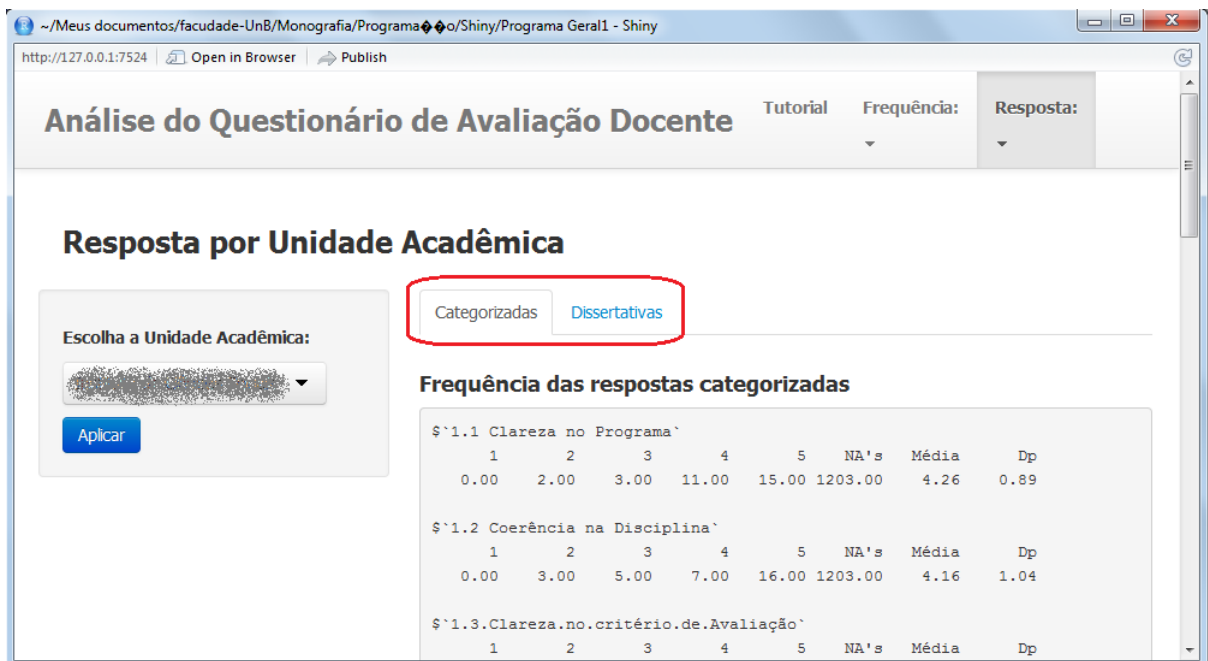 ~/Meus documentos/facudade-UnB/Monografia/Programa��o/Shiny/Programa Geral1 - Shiny
http://127.0.0.1:7524 Open in Browser Publish
Análise do Questionário de Avaliação Docente Tutorial Frequência: Resposta:
Resposta por Unidade Acadêmica
Categorizadas Dissertativas
Escolha a Unidade Acadêmica:
Aplicar
Frequência das respostas categorizadas
$`1.1 Clareza no Programa`
1 2 3 4 5 NA's Média Dp
0.00 2.00 3.00 11.00 15.00 1203.00 4.26 0.89
$`1.2 Coerência na Disciplina`
1 2 3 4 5 NA's Média Dp
0.00 3.00 5.00 7.00 16.00 1203.00 4.16 1.04
$`1.3.Clareza.no.critério.de.Avaliação`
1 2 3 4 5 NA's Média Dp